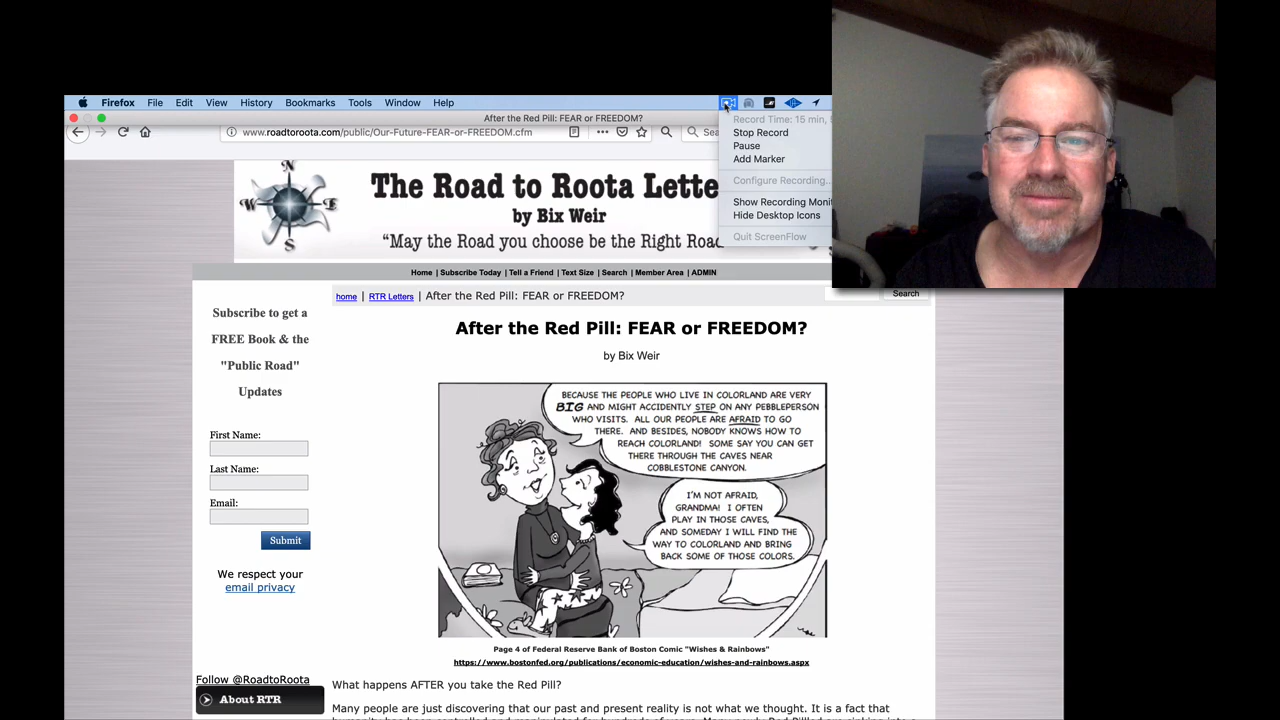 Firefox File Edit View History Bookmarks Tools Window Help
After the Red Pill: FEAR or FREEDOM?
www.roadtoroota.com/public/Our-Future-FEAR-or-FREEDOM.cfm
Record Time: 15 min,
Stop Record
Pause
Add Marker
Configure Recording...
Show Recording
Hide Desktop Icons
Quit ScreenFlow
N
W
E
S
The Road to Roota
by Bix Weir
"May the Road you choose be the Right
Home | Subscribe Today | Tell a Friend | Text Size | Search | Member Area | ADMIN
home | RTR Letters | After the Red Pill: FEAR or FREEDOM?
Search
Subscribe to get a
FREE Book & the
"Public Road"
Updates
First Name:
Last Name:
Email:
Submit
We respect your
email privacy
Follow @RoadtoRoota
About RTR
After the Red Pill: FEAR or FREEDOM?
by Bix Weir
BECAUSE THE PEOPLE WHO LIVE IN COLORLAND ARE VERY
BIG AND MIGHT ACCIDENTLY STEP ON ANY PEBBLEPERSON
WHO VISITS. ALL OUR PEOPLE ARE AFRAID TO GO
THERE. AND BESIDES, NOBODY KNOWS HOW TO
REACH COLORLAND! SOME SAY YOU CAN GET
THERE THROUGH THE CAVES NEAR
COBBLESTONE CANYON.
I'M NOT AFRAID,
GRANDMA! I OFTEN
PLAY IN THOSE CAVES,
AND SOMEDAY I WILL FIND THE
WAY TO COLORLAND AND BRING
BACK SOME OF THOSE COLORS.
Page 4 of Federal Reserve Bank of Boston Comic "Wishes & Rainbows"
https://www.bostonfed.org/publications/economic-education/wishes-and-rainbows.aspx
What happens AFTER you take the Red Pill?
Many people are just discovering that our past and present reality is not what we thought. It is a fact that